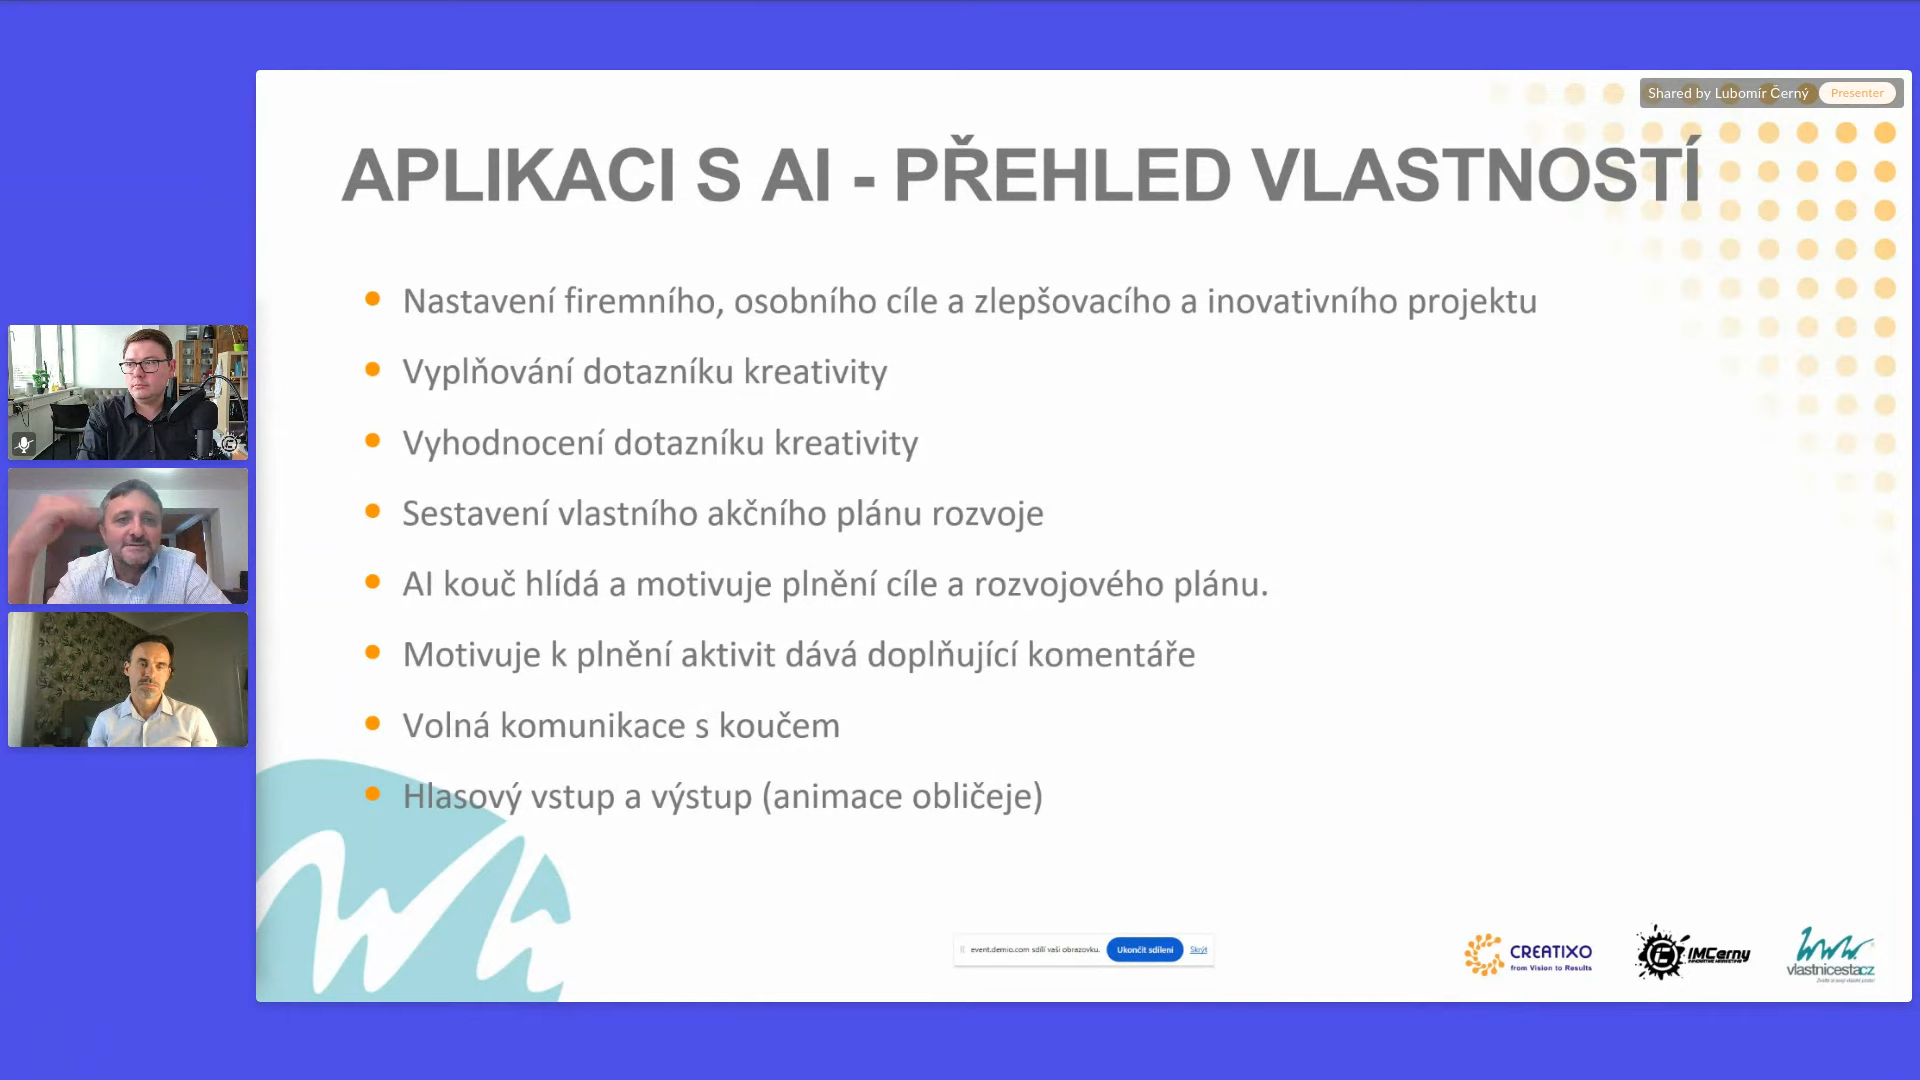 Shared by Lubomír Černý Presenter
APLIKACI S AI - PŘEHLED VLASTNOSTÍ
Nastavení firemního, osobního cíle a zlepšovacího a inovativního projektu
Vyplňování dotazníku kreativity
Vyhodnocení dotazníku kreativity
Sestavení vlastního akčního plánu rozvoje
AI kouč hlídá a motivuje plnění cíle a rozvojového plánu.
Motivuje k plnění aktivit dává doplňující komentáře
Volná komunikace s koučem
Hlasový vstup a výstup (animace obličeje)
event.demio.com sdílí vaši obrazovku. Ukončit sdílení Skrýt
CREATIXO
from Vision to Results
IMCerny
INNOVATIVE MARKETING
vlastnicestacz